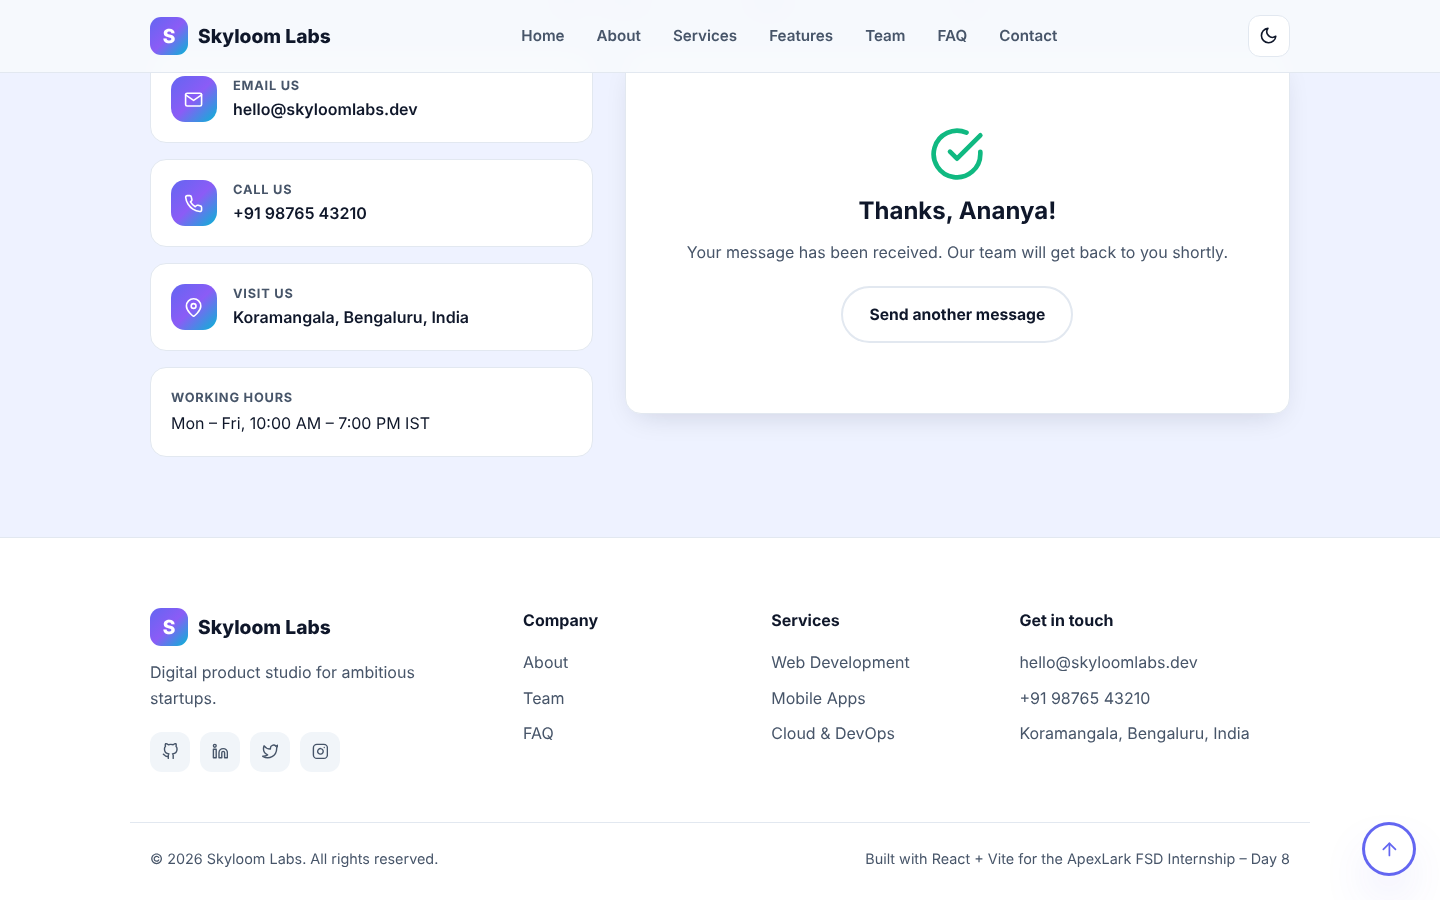 S Skyloom Labs
Home About Services Features Team FAQ Contact
EMAIL US
hello@skyloomlabs.dev
CALL US
+91 98765 43210
VISIT US
Koramangala, Bengaluru, India
WORKING HOURS
Mon – Fri, 10:00 AM – 7:00 PM IST
Thanks, Ananya!
Your message has been received. Our team will get back to you shortly.
Send another message
S Skyloom Labs
Digital product studio for ambitious
startups.
Company
About
Team
FAQ
Services
Web Development
Mobile Apps
Cloud & DevOps
Get in touch
hello@skyloomlabs.dev
+91 98765 43210
Koramangala, Bengaluru, India
© 2026 Skyloom Labs. All rights reserved.
Built with React + Vite for the ApexLark FSD Internship – Day 8